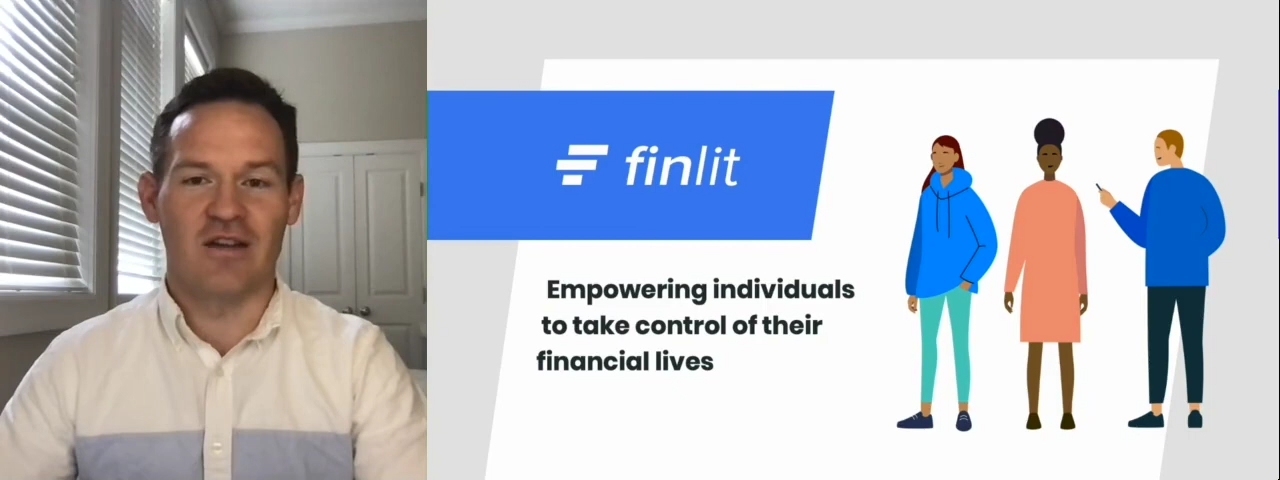 finlit
Empowering individuals
to take control of their
financial lives